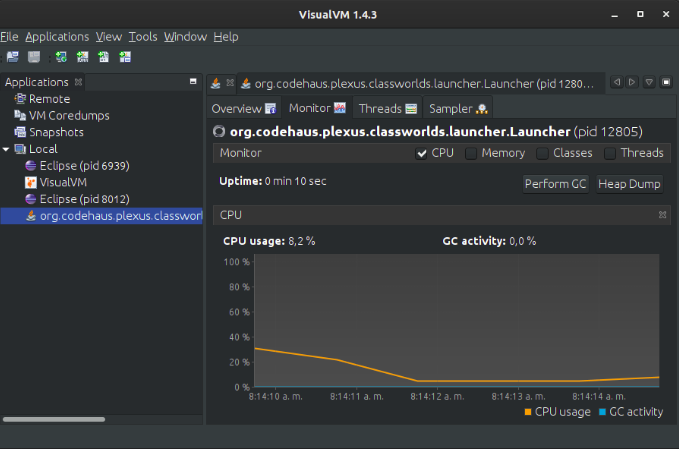 VisualVM 1.4.3
File Applications View Tools Window Help
Applications
Remote
VM Coredumps
Snapshots
Local
Eclipse (pid 6939)
VisualVM
Eclipse (pid 8012)
org.codehaus.plexus.classworl
org.codehaus.plexus.classworlds.launcher.Launcher (pid 1280...
Overview Monitor Threads Sampler
org.codehaus.plexus.classworlds.launcher.Launcher (pid 12805)
Monitor CPU Memory Classes Threads
Uptime: 0 min 10 sec Perform GC Heap Dump
CPU
CPU usage: 8,2 % GC activity: 0,0 %
100 %
80 %
60 %
40 %
20 %
0 %
8:14:10 a. m. 8:14:11 a. m. 8:14:12 a. m. 8:14:13 a. m. 8:14:14 a. m.
CPU usage GC activity